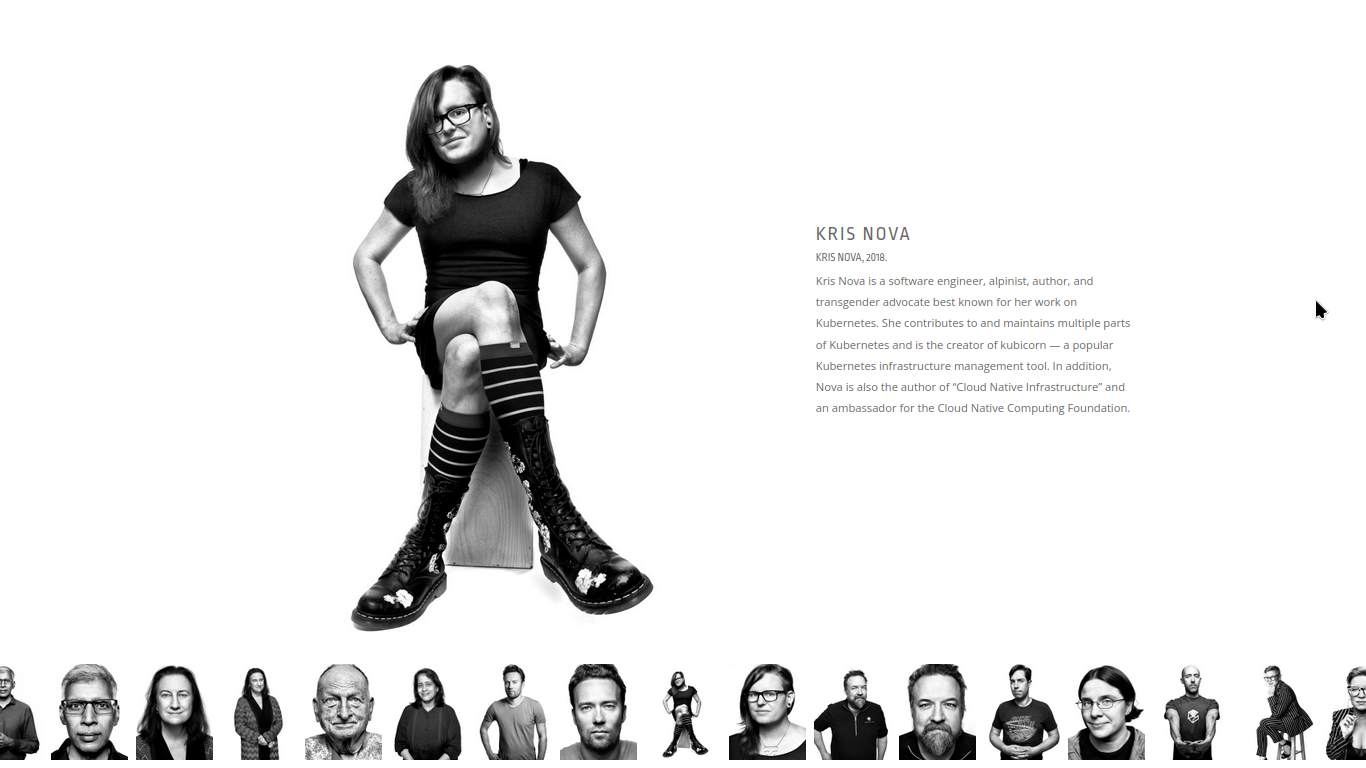 KRIS NOVA
KRIS NOVA, 2018.
Kris Nova is a software engineer, alpinist, author, and
transgender advocate best known for her work on
Kubernetes. She contributes to and maintains multiple parts
of Kubernetes and is the creator of kubicorn — a popular
Kubernetes infrastructure management tool. In addition,
Nova is also the author of “Cloud Native Infrastructure” and
an ambassador for the Cloud Native Computing Foundation.